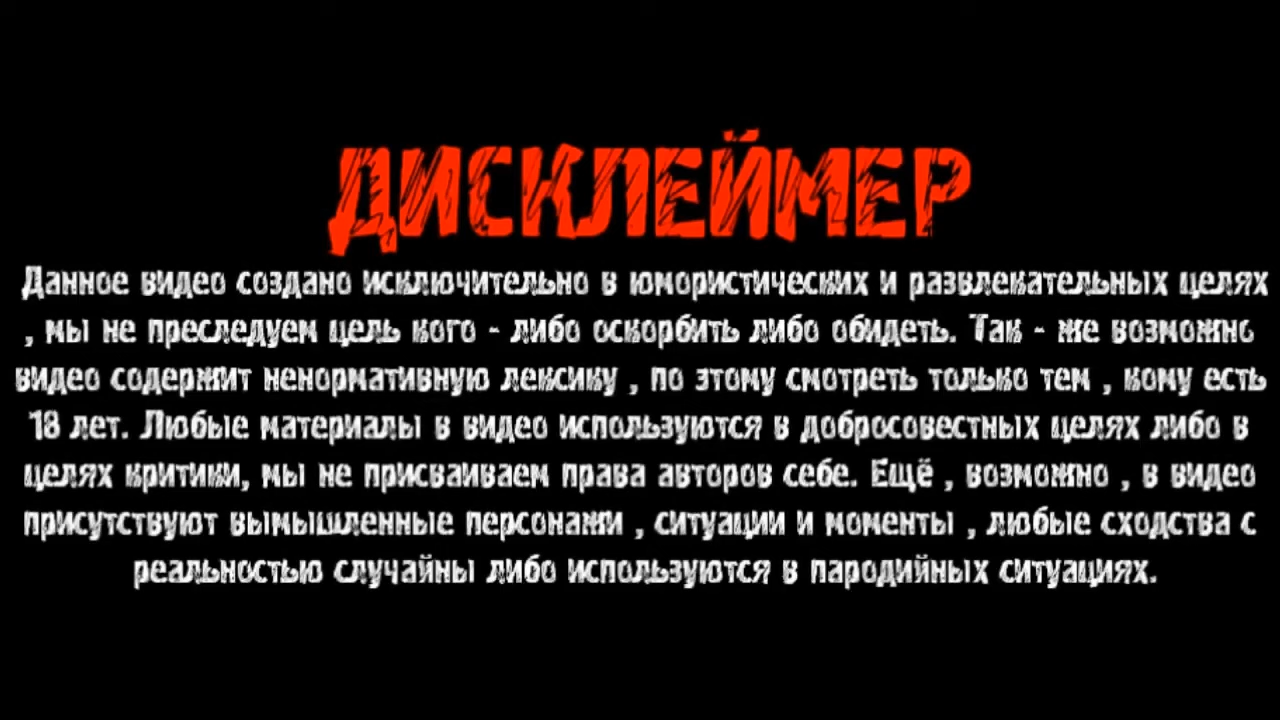 ДИСКЛЕЙМЕР
Данное видео создано исключительно в юмористических и развлекательных целях
, мы не преследуем цель кого - либо оскорбить либо обидеть. Так - же возможно
видео содержит ненормативную лексику , по этому смотреть только тем , кому есть
18 лет. Любые материалы в видео используются в добросовестных целях либо в
целях критики, мы не присваиваем права авторов себе. Ещё , возможно , в видео
присутствуют вымышленные персонажи , ситуации и моменты , любые сходства с
реальностью случайны либо используются в пародийных ситуациях.